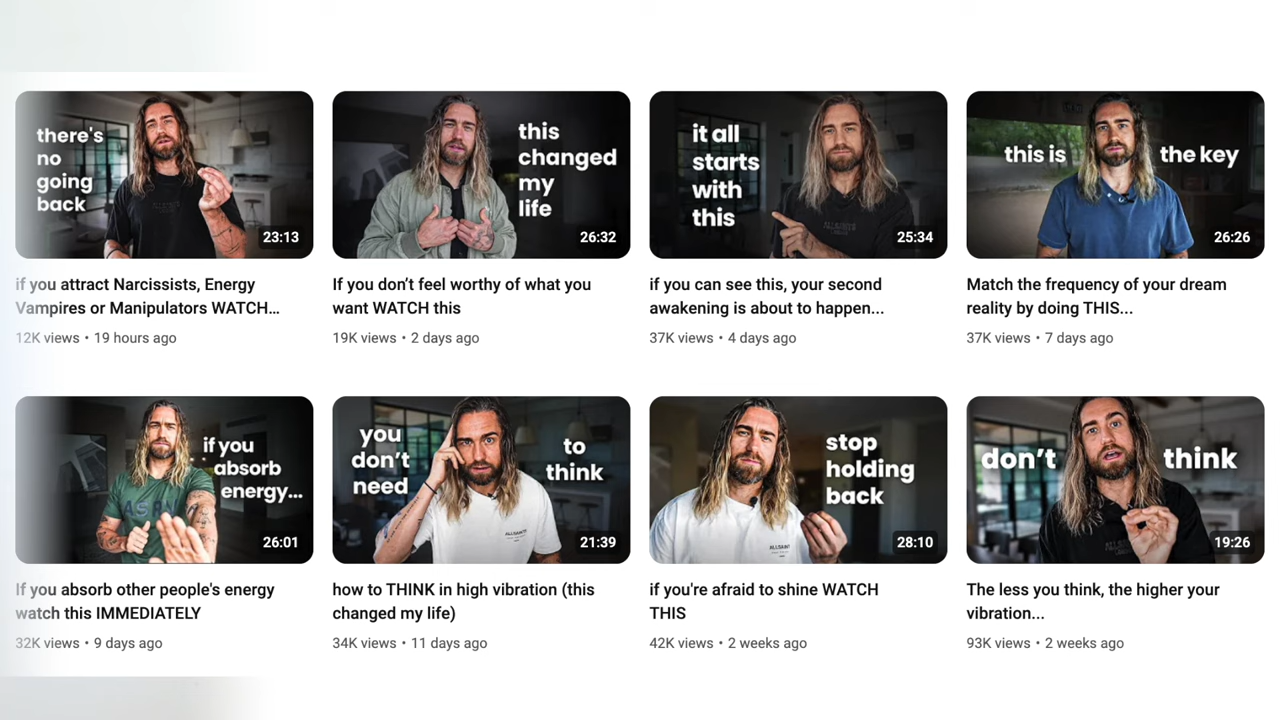 there's
no
going
back
23:13
if you attract Narcissists, Energy
Vampires or Manipulators WATCH...
12K views • 19 hours ago
this
changed
my
life
26:32
If you don’t feel worthy of what you
want WATCH this
19K views • 2 days ago
it all
starts
with
this
25:34
if you can see this, your second
awakening is about to happen...
37K views • 4 days ago
this is the key
26:26
Match the frequency of your dream
reality by doing THIS...
37K views • 7 days ago
if you
absorb
energy...
26:01
If you absorb other people's energy
watch this IMMEDIATELY
32K views • 9 days ago
you
don’t
need
to
think
ALLSAINTS
21:39
how to THINK in high vibration (this
changed my life)
34K views • 11 days ago
stop
holding
back
28:10
if you're afraid to shine WATCH
THIS
42K views • 2 weeks ago
don’t think
19:26
The less you think, the higher your
vibration...
93K views • 2 weeks ago